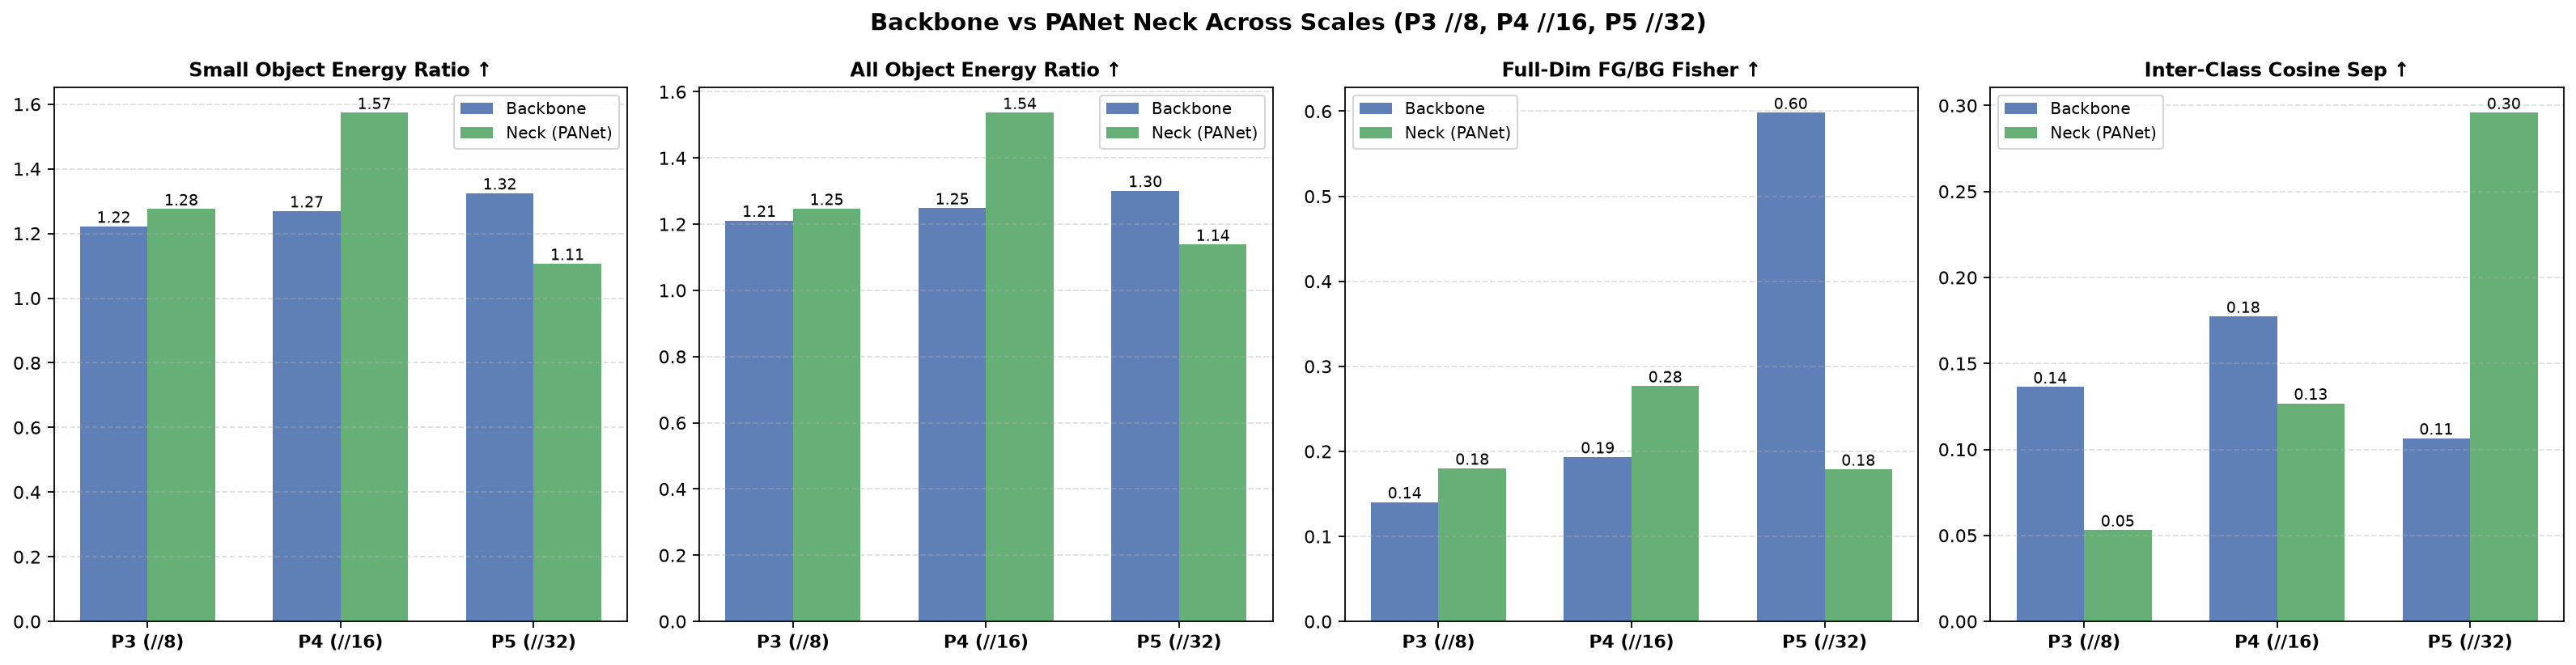 Backbone vs PANet Neck Across Scales (P3 //8, P4 //16, P5 //32)
Small Object Energy Ratio ↑
1.6
1.4
1.2
1.0
0.8
0.6
0.4
0.2
0.0
Backbone
Neck (PANet)
1.22
1.28
1.27
1.57
1.32
1.11
P3 (//8)
P4 (//16)
P5 (//32)
All Object Energy Ratio ↑
1.6
1.4
1.2
1.0
0.8
0.6
0.4
0.2
0.0
Backbone
Neck (PANet)
1.21
1.25
1.25
1.54
1.30
1.14
P3 (//8)
P4 (//16)
P5 (//32)
Full-Dim FG/BG Fisher ↑
0.6
0.5
0.4
0.3
0.2
0.1
0.0
Backbone
Neck (PANet)
0.14
0.18
0.19
0.28
0.60
0.18
P3 (//8)
P4 (//16)
P5 (//32)
Inter-Class Cosine Sep ↑
0.30
0.25
0.20
0.15
0.10
0.05
0.00
Backbone
Neck (PANet)
0.14
0.05
0.18
0.13
0.11
0.30
P3 (//8)
P4 (//16)
P5 (//32)